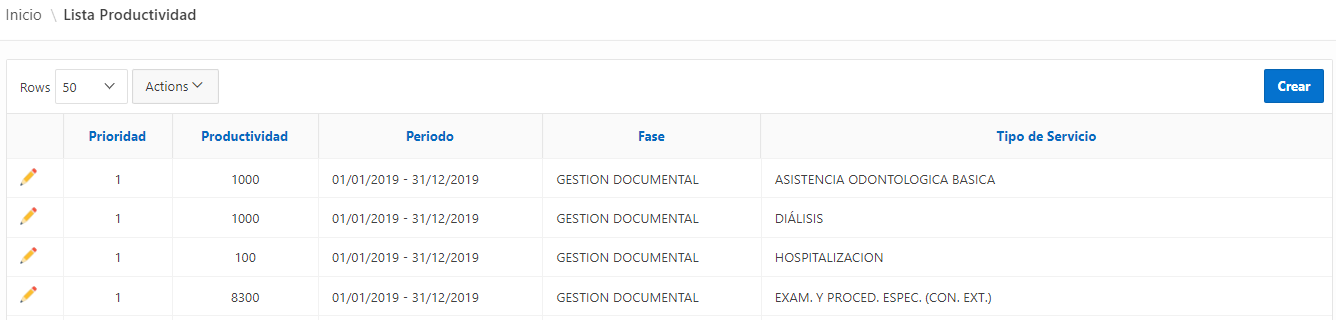 Inicio \ Lista Productividad
Rows 50 Actions Crear
Prioridad Productividad Periodo Fase Tipo de Servicio
1 1000 01/01/2019 - 31/12/2019 GESTION DOCUMENTAL ASISTENCIA ODONTOLOGICA BASICA
1 1000 01/01/2019 - 31/12/2019 GESTION DOCUMENTAL DIÁLISIS
1 100 01/01/2019 - 31/12/2019 GESTION DOCUMENTAL HOSPITALIZACION
1 8300 01/01/2019 - 31/12/2019 GESTION DOCUMENTAL EXAM. Y PROCED. ESPEC. (CON. EXT.)